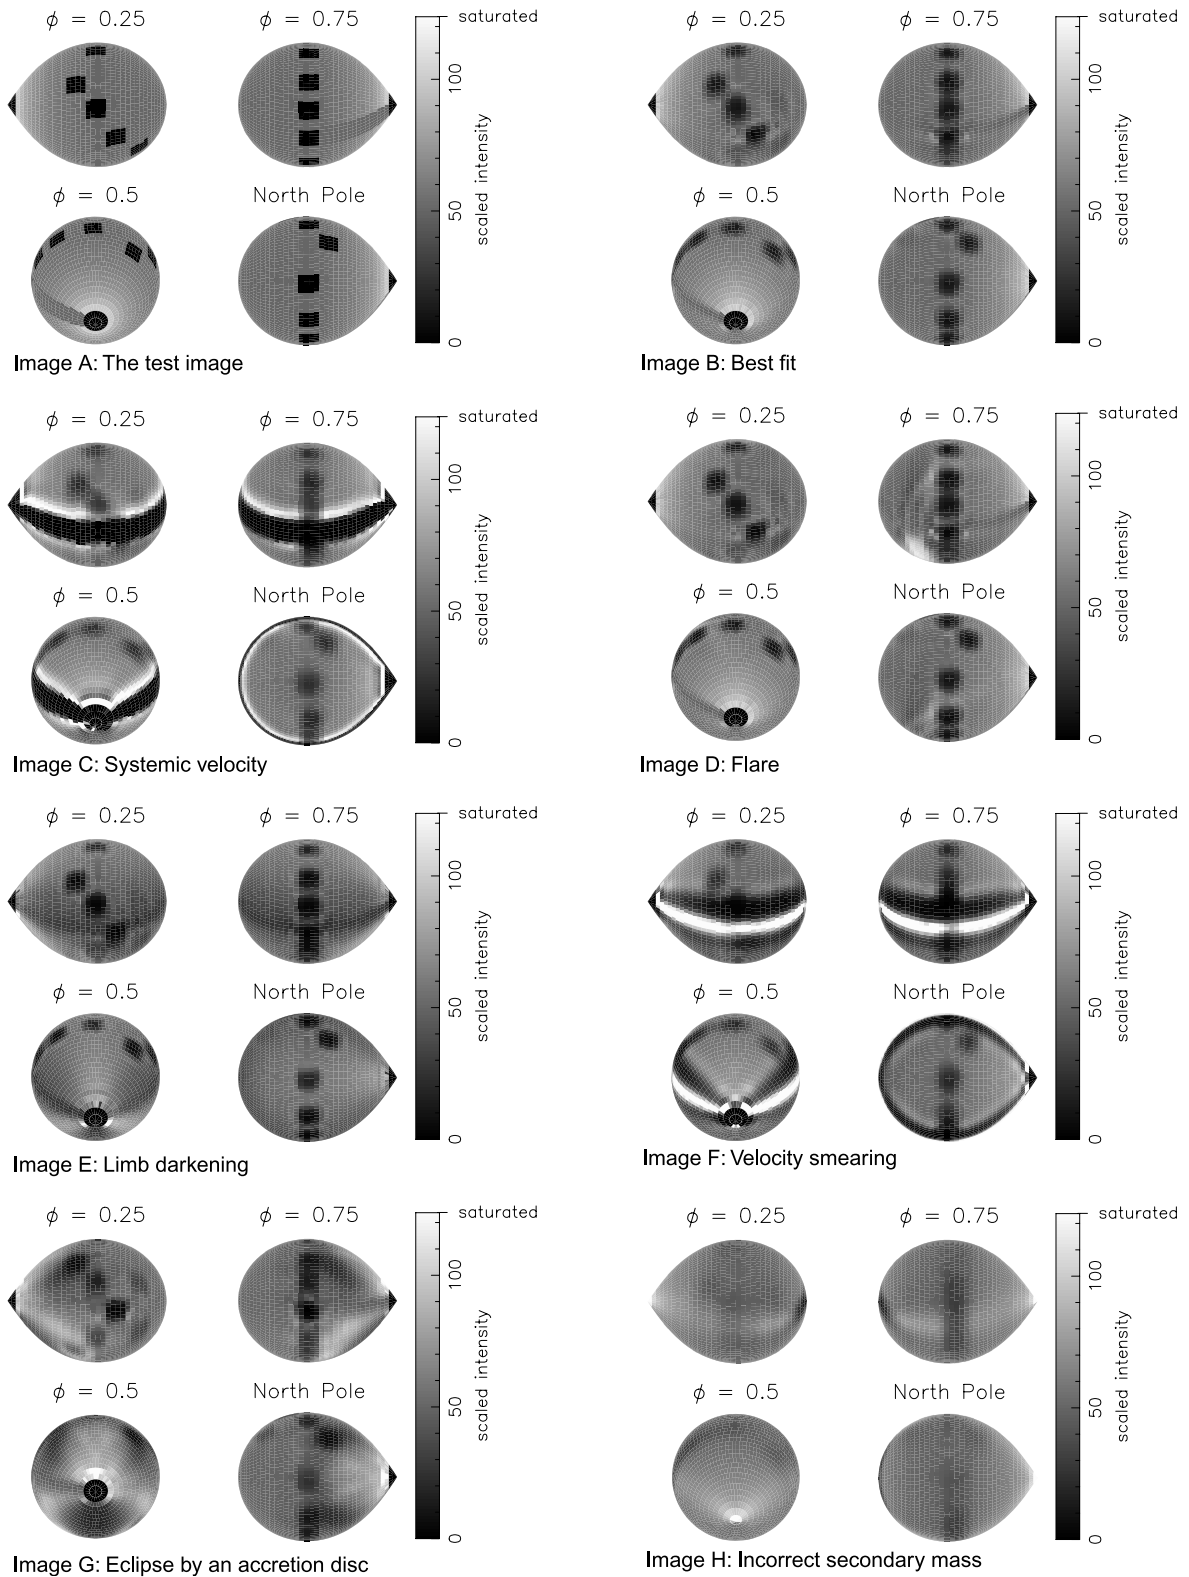 ϕ = 0.25
ϕ = 0.75
ϕ = 0.5
North Pole
saturated
100
50
0
scaled intensity
Image A: The test image
ϕ = 0.25
ϕ = 0.75
ϕ = 0.5
North Pole
saturated
100
50
0
scaled intensity
Image B: Best fit
ϕ = 0.25
ϕ = 0.75
ϕ = 0.5
North Pole
saturated
100
50
0
scaled intensity
Image C: Systemic velocity
ϕ = 0.25
ϕ = 0.75
ϕ = 0.5
North Pole
saturated
100
50
0
scaled intensity
Image D: Flare
ϕ = 0.25
ϕ = 0.75
ϕ = 0.5
North Pole
saturated
100
50
0
scaled intensity
Image E: Limb darkening
ϕ = 0.25
ϕ = 0.75
ϕ = 0.5
North Pole
saturated
100
50
0
scaled intensity
Image F: Velocity smearing
ϕ = 0.25
ϕ = 0.75
ϕ = 0.5
North Pole
saturated
100
50
0
scaled intensity
Image G: Eclipse by an accretion disc
ϕ = 0.25
ϕ = 0.75
ϕ = 0.5
North Pole
saturated
100
50
0
scaled intensity
Image H: Incorrect secondary mass